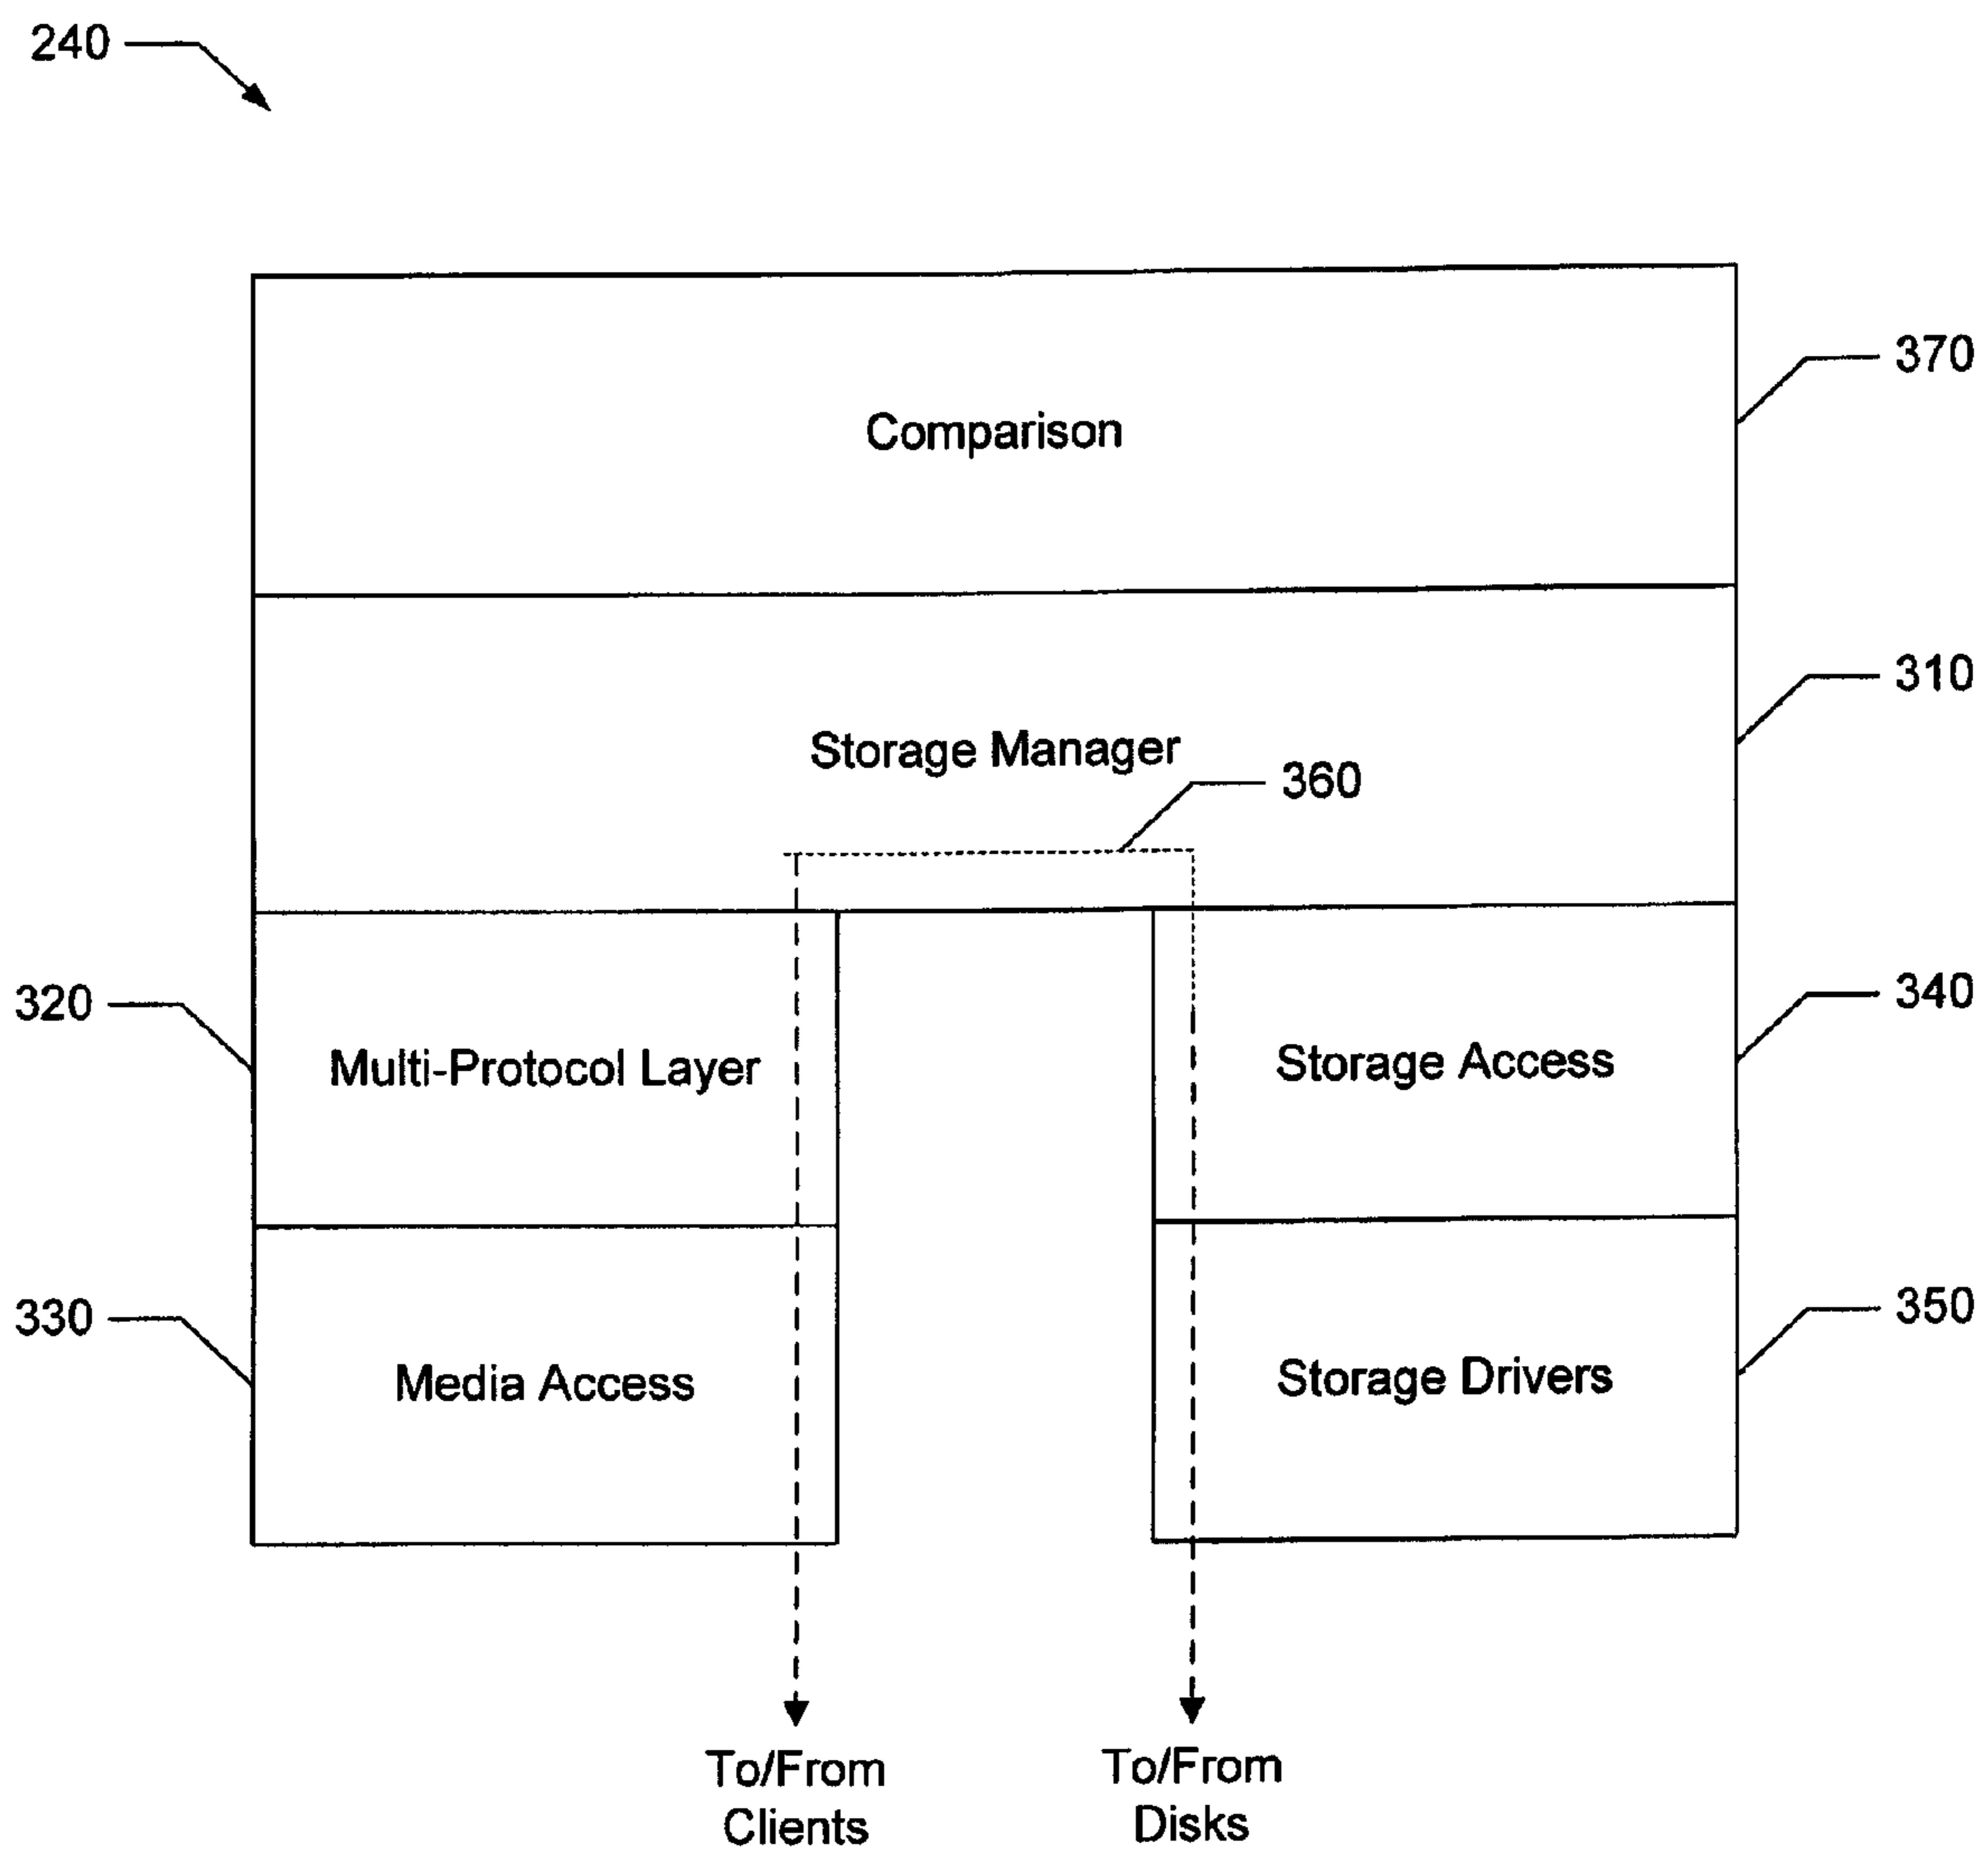 240
370
Comparison
310
Storage Manager
360
320
340
Multi-Protocol Layer
Storage Access
330
350
Media Access
Storage Drivers
To/From
Clients
To/From
Disks